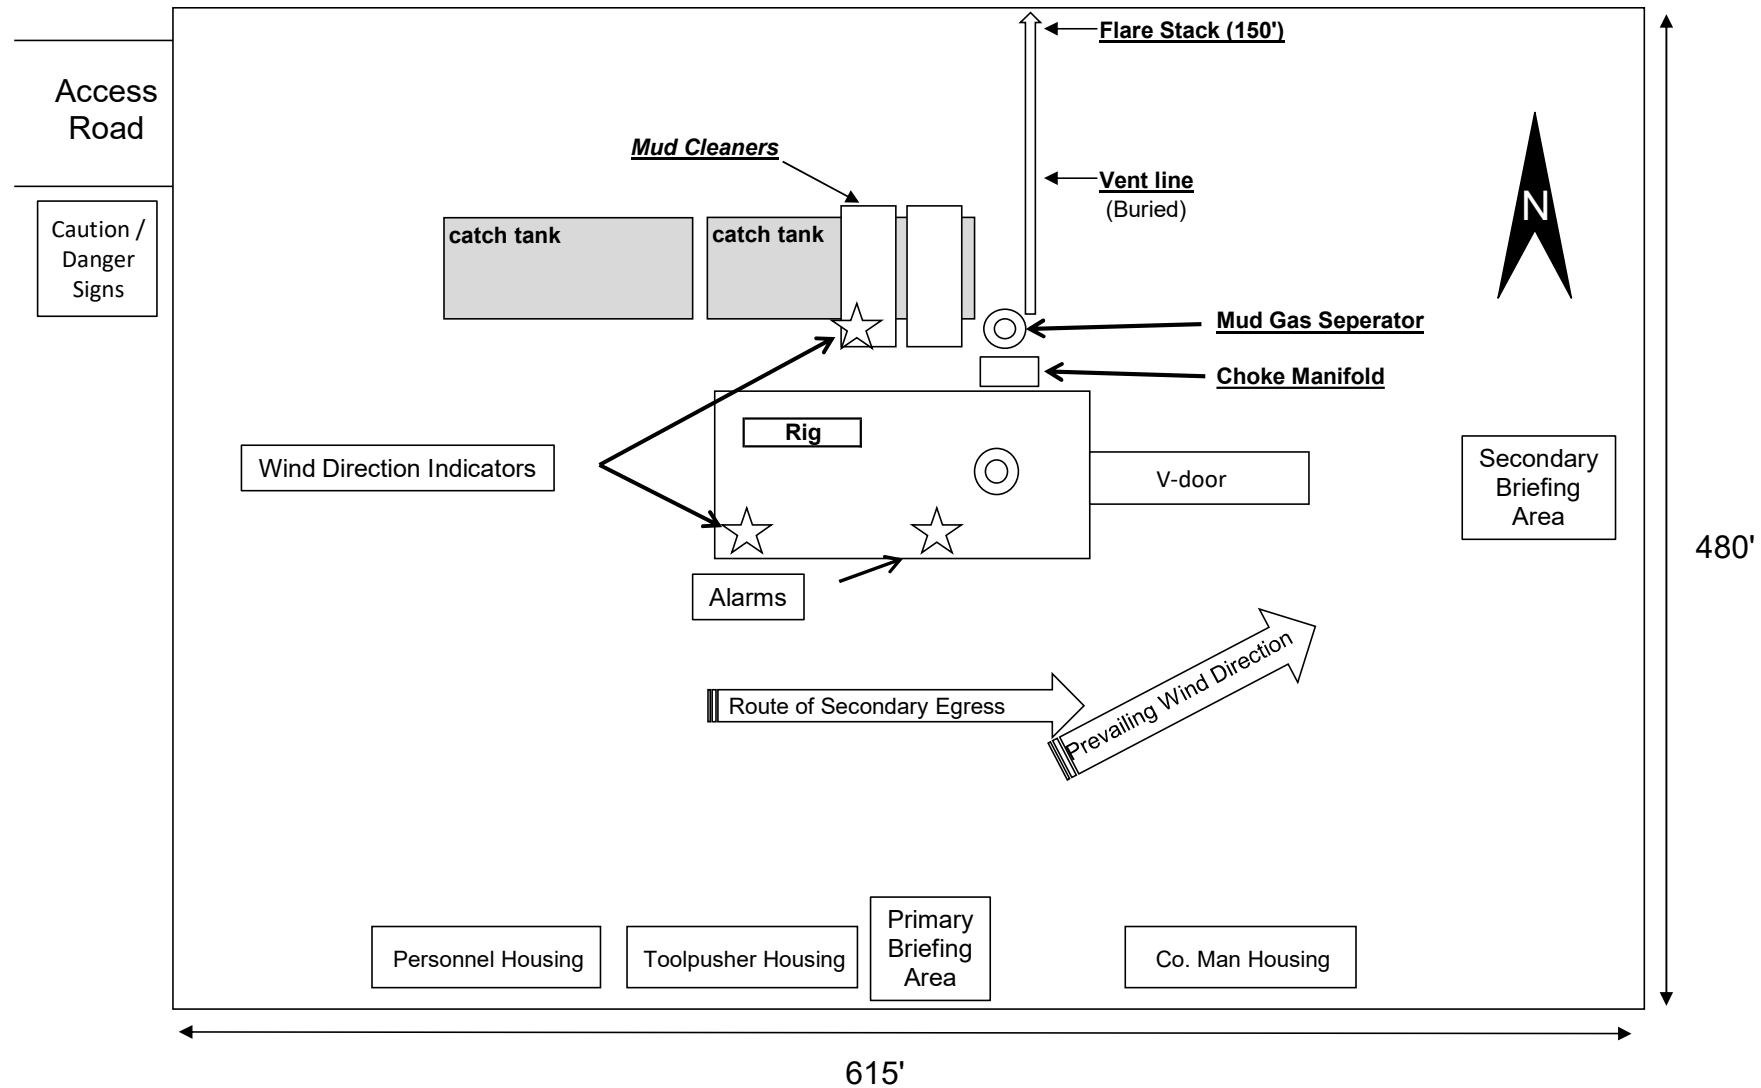 Flare Stack (150')
Access
Road
Mud Cleaners
Vent line
(Buried)
N
Caution /
Danger
Signs
catch tank
catch tank
Mud Gas Seperator
Choke Manifold
Rig
Wind Direction Indicators
V-door
Secondary
Briefing
Area
480'
Alarms
Route of Secondary Egress
Prevailing Wind Direction
Personnel Housing
Toolpusher Housing
Primary
Briefing
Area
Co. Man Housing
615'